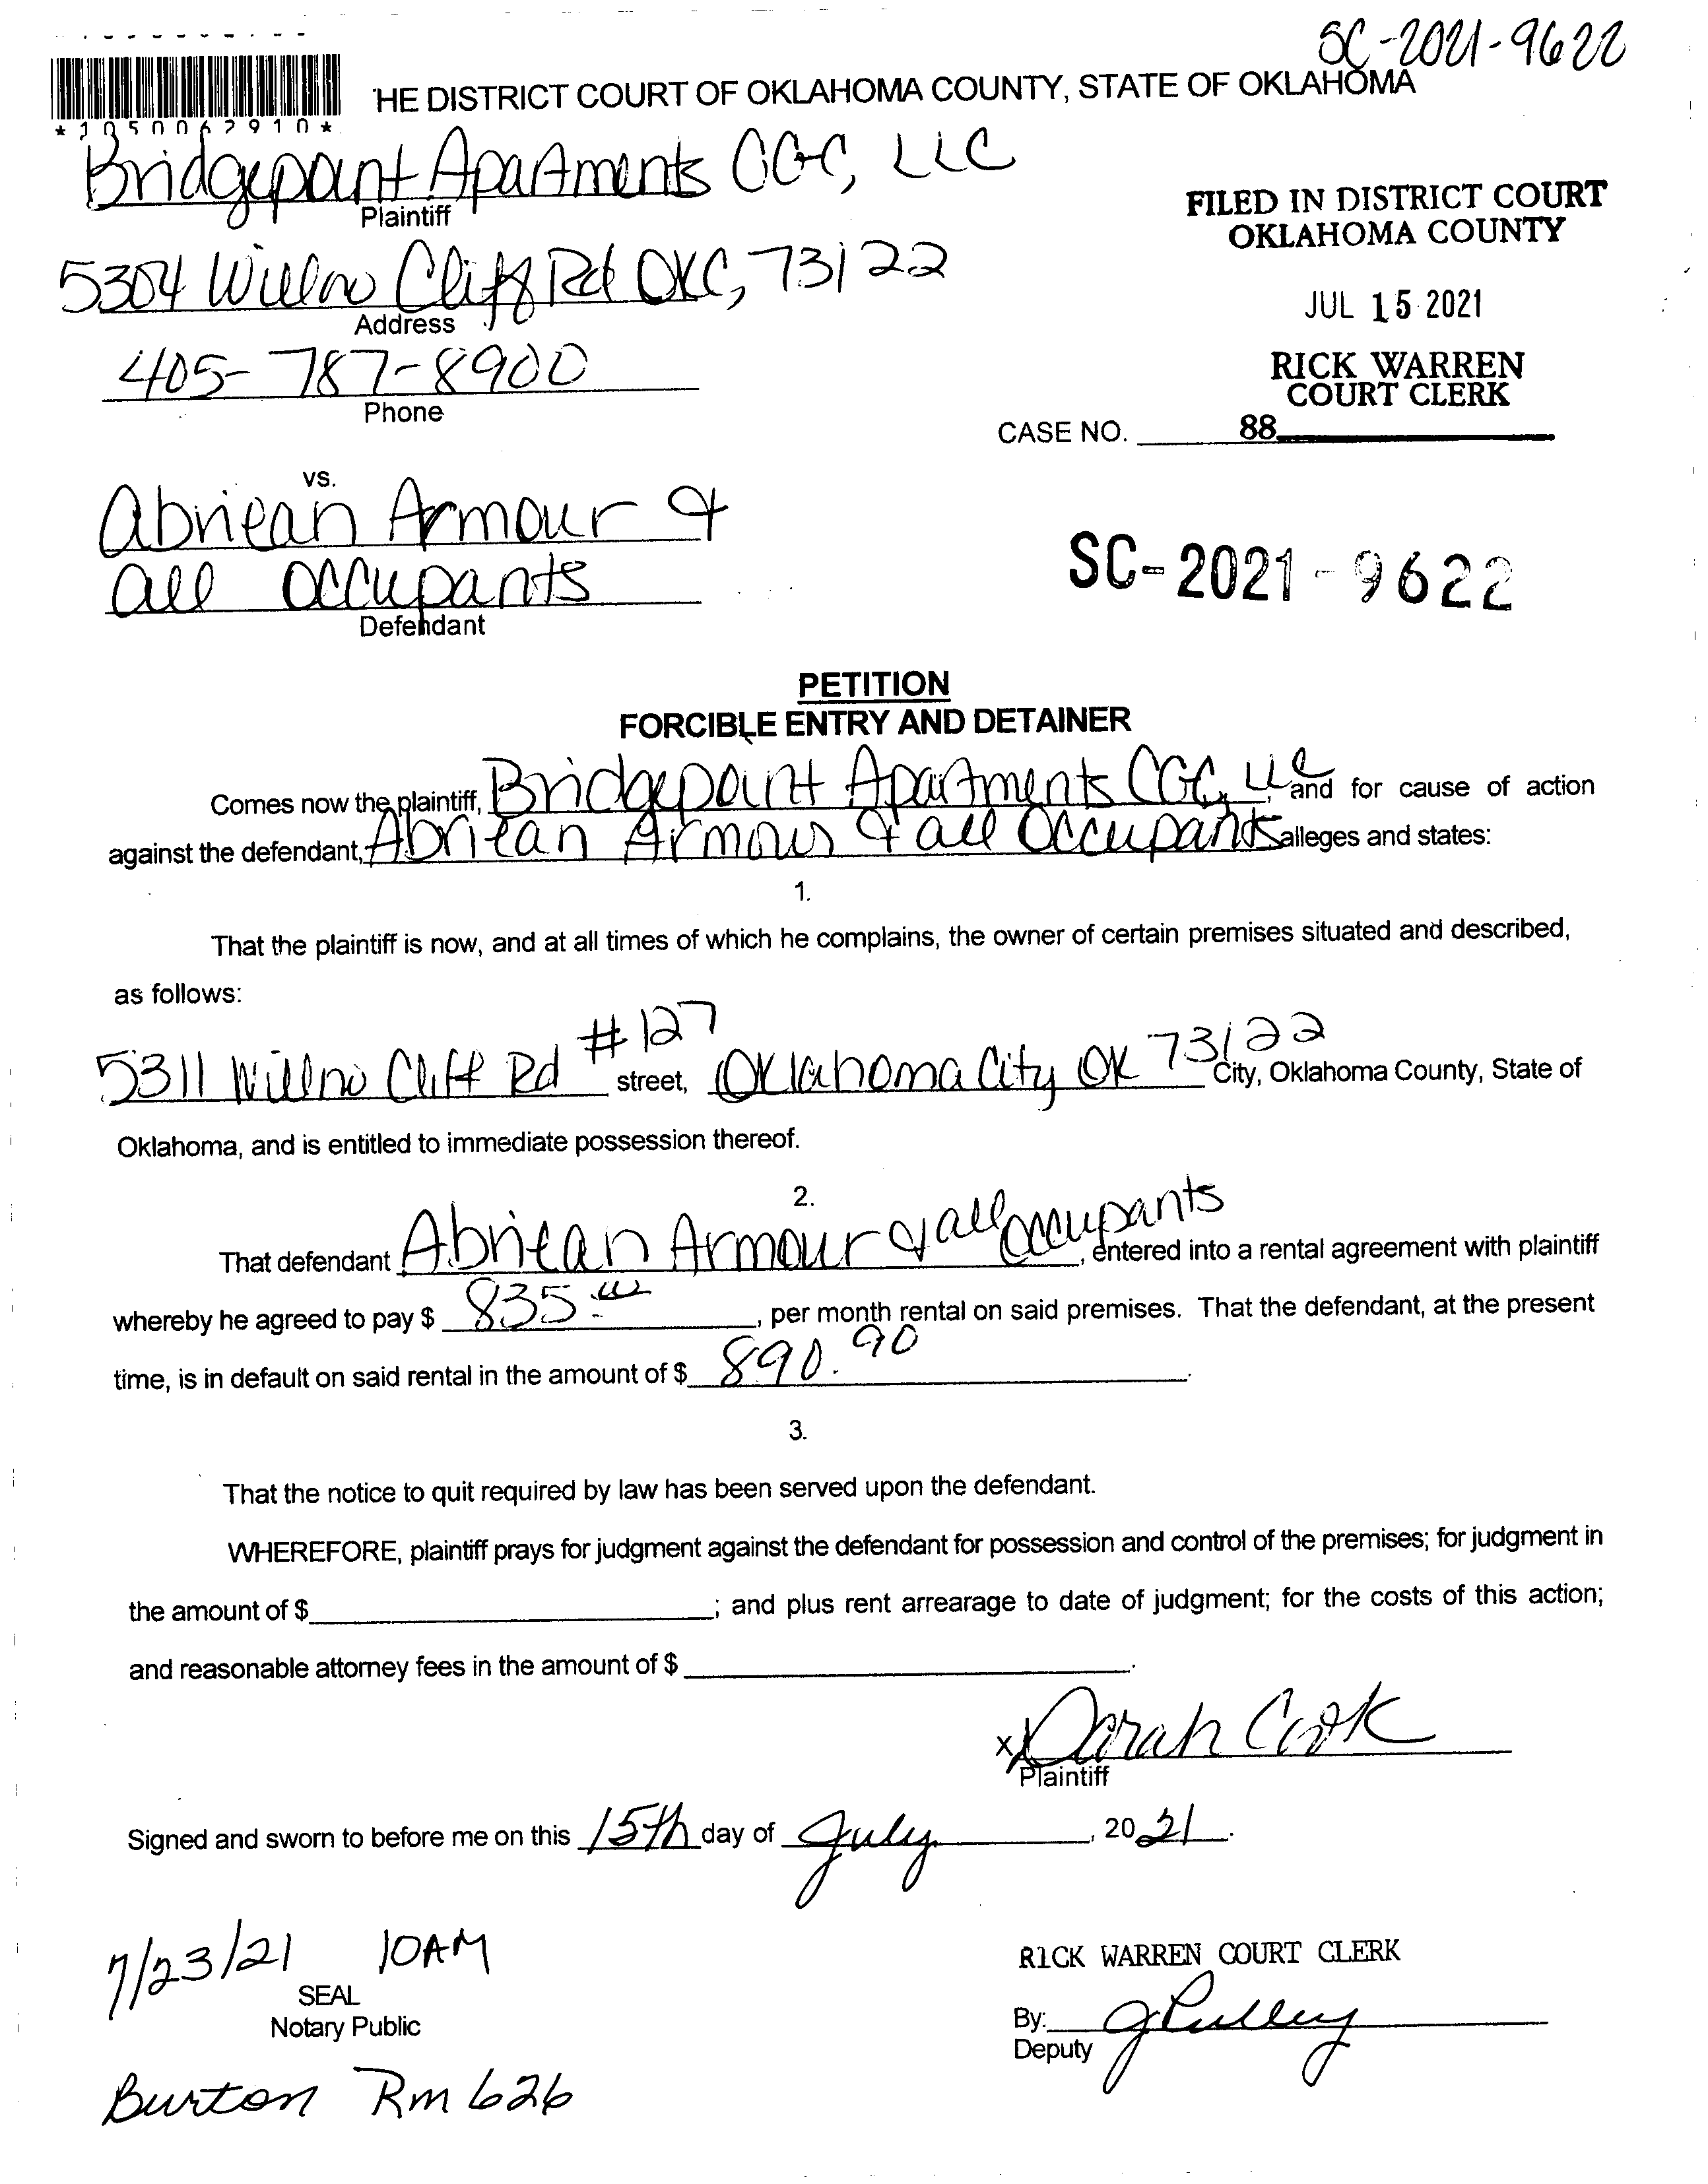 SC-2021-9622
HE DISTRICT COURT OF OKLAHOMA COUNTY, STATE OF OKLAHOMA
*1050062910*
Bridgepoint Apartments CGC, LLC
Plaintiff
FILED IN DISTRICT COURT
OKLAHOMA COUNTY
5304 Willow Cliff Rd OKC, 73122
Address
JUL 15 2021
405-787-8900
Phone
RICK WARREN
COURT CLERK
CASE NO. 88
vs.
Abriean Armour &
all occupants
Defendant
SC-2021-9622
PETITION
FORCIBLE ENTRY AND DETAINER
Comes now the plaintiff, Bridgepoint Apartments CGC, LLC, and for cause of action
against the defendant, Abriean Armour & all Occupants alleges and states:
1.
That the plaintiff is now, and at all times of which he complains, the owner of certain premises situated and described,
as follows:
5311 Willow Cliff Rd #127 street, Oklahoma City OK 73122 City, Oklahoma County, State of
Oklahoma, and is entitled to immediate possession thereof.
2.
That defendant Abriean Armour & all occupants, entered into a rental agreement with plaintiff
whereby he agreed to pay $ 835.00, per month rental on said premises. That the defendant, at the present
time, is in default on said rental in the amount of $ 890.90.
3.
That the notice to quit required by law has been served upon the defendant.
WHEREFORE, plaintiff prays for judgment against the defendant for possession and control of the premises; for judgment in
the amount of $ ; and plus rent arrearage to date of judgment; for the costs of this action;
and reasonable attorney fees in the amount of $ .
x Darah Cook
Plaintiff
Signed and sworn to before me on this 15th day of July, 2021.
7/23/21 10AM
SEAL
Notary Public
RICK WARREN COURT CLERK
By: J Pulley
Deputy
Burton Rm 626